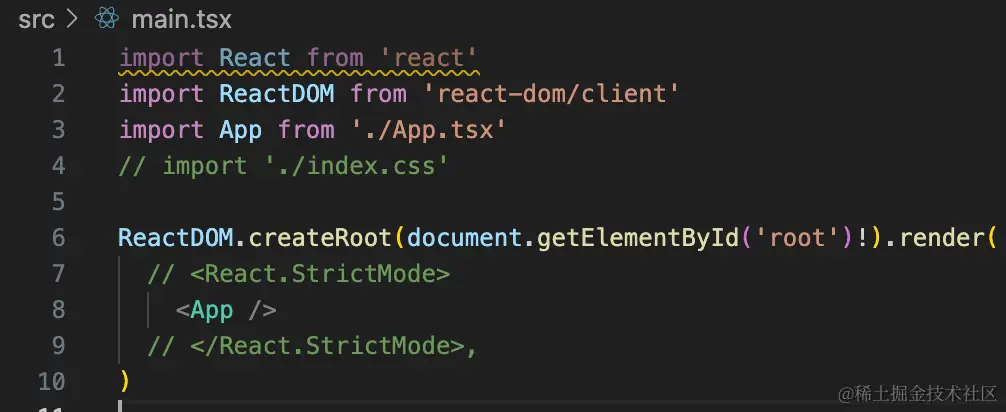 src > main.tsx
1 import React from 'react'
2 import ReactDOM from 'react-dom/client'
3 import App from './App.tsx'
4 // import './index.css'
5
6 ReactDOM.createRoot(document.getElementById('root')!).render(
7   // <React.StrictMode>
8     <App />
9   // </React.StrictMode>,
10 )
11
@稀土掘金技术社区